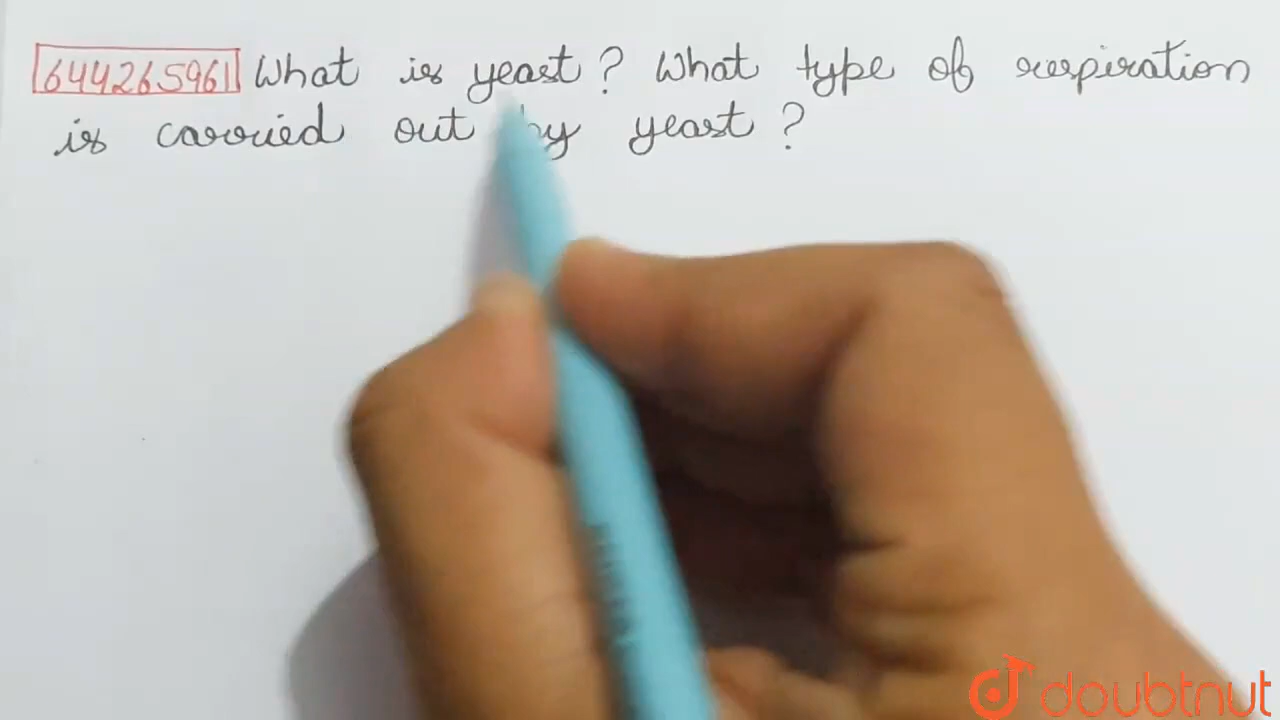 644265961 What is yeast? What type of respiration
is carried out by yeast?
doubtnut